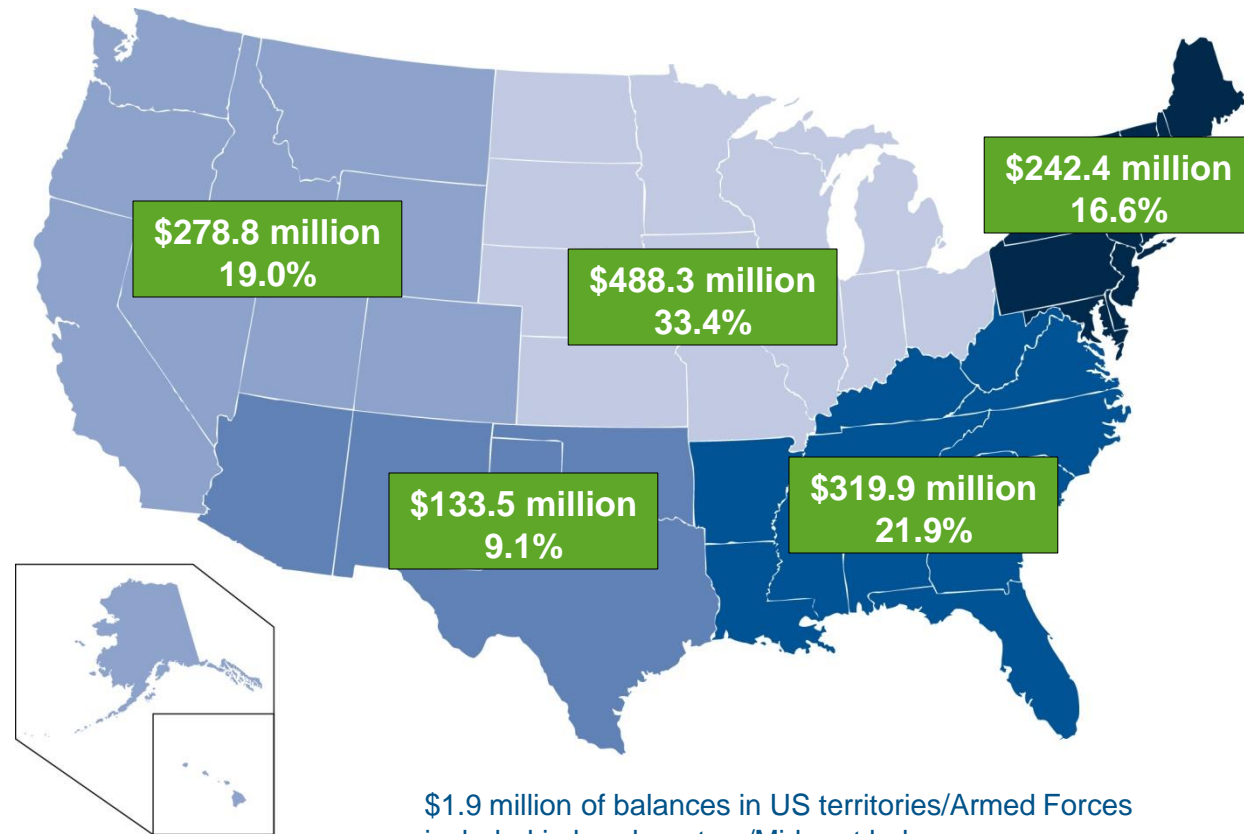 $242.4 million
16.6%
$278.8 million
19.0%
$488.3 million
33.4%
$133.5 million
9.1%
$319.9 million
21.9%
$1.9 million of balances in US territories/Armed Forces